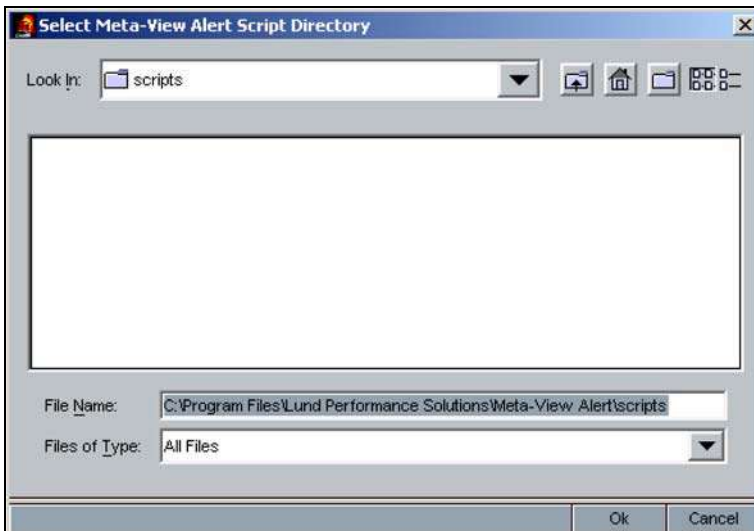 Select Meta-View Alert Script Directory
Look In: scripts
File Name: C:\Program Files\Lund Performance Solutions\Meta-View Alert\scripts
Files of Type: All Files
Ok Cancel